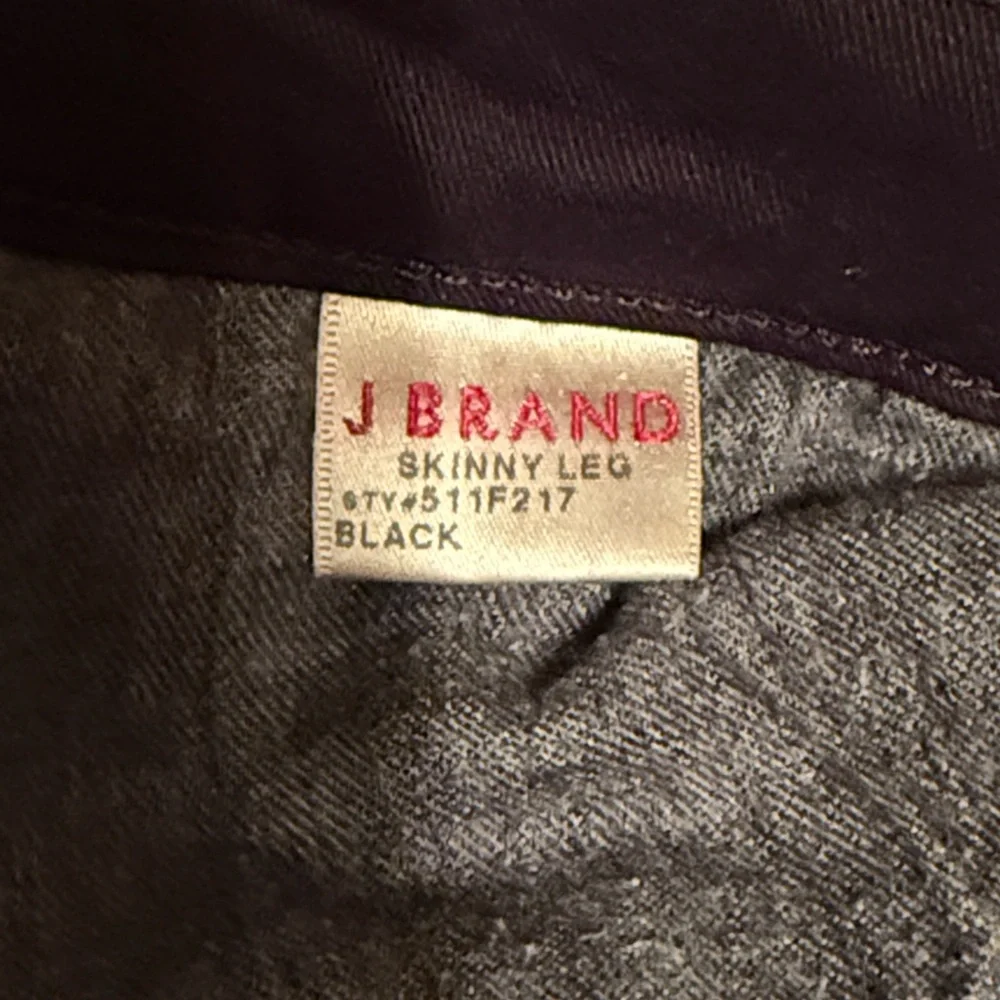 J BRAND
SKINNY LEG
STY#511F217
BLACK